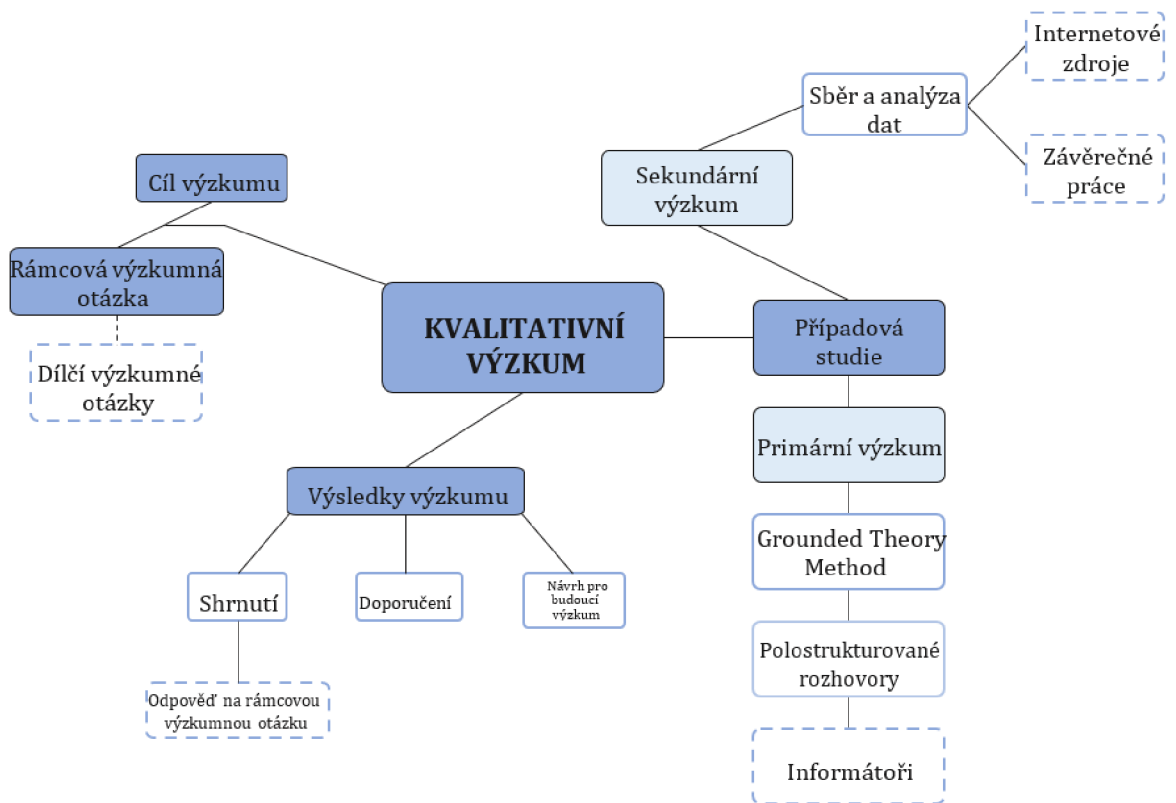 Internetové
zdroje
Sběr a analýza
dat
Závěrečné
práce
Sekundární
výzkum
Cíl výzkumu
Rámcová výzkumná
otázka
Dílčí výzkumné
otázky
KVALITATIVNÍ
VÝZKUM
Případová
studie
Primární výzkum
Výsledky výzkumu
Grounded Theory
Method
Shrnutí
Doporučení
Návrh pro
budoucí
výzkum
Polostrukturované
rozhovory
Odpověď na rámcovou
výzkumnou otázku
Informátoři